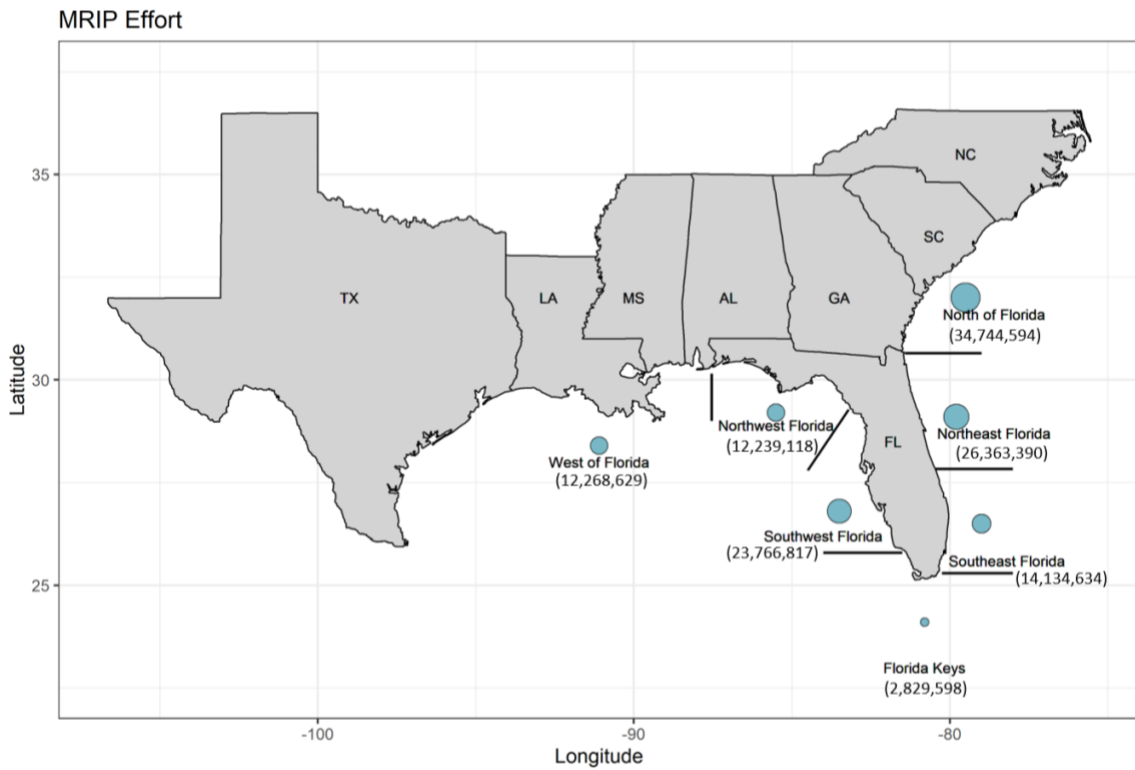 MRIP Effort
35
30
25
Latitude
-100
-90
-80
Longitude
TX
LA
MS
AL
GA
FL
SC
NC
North of Florida
(34,744,594)
Northeast Florida
(26,363,390)
Northwest Florida
(12,239,118)
West of Florida
(12,268,629)
Southwest Florida
(23,766,817)
Southeast Florida
(14,134,634)
Florida Keys
(2,829,598)